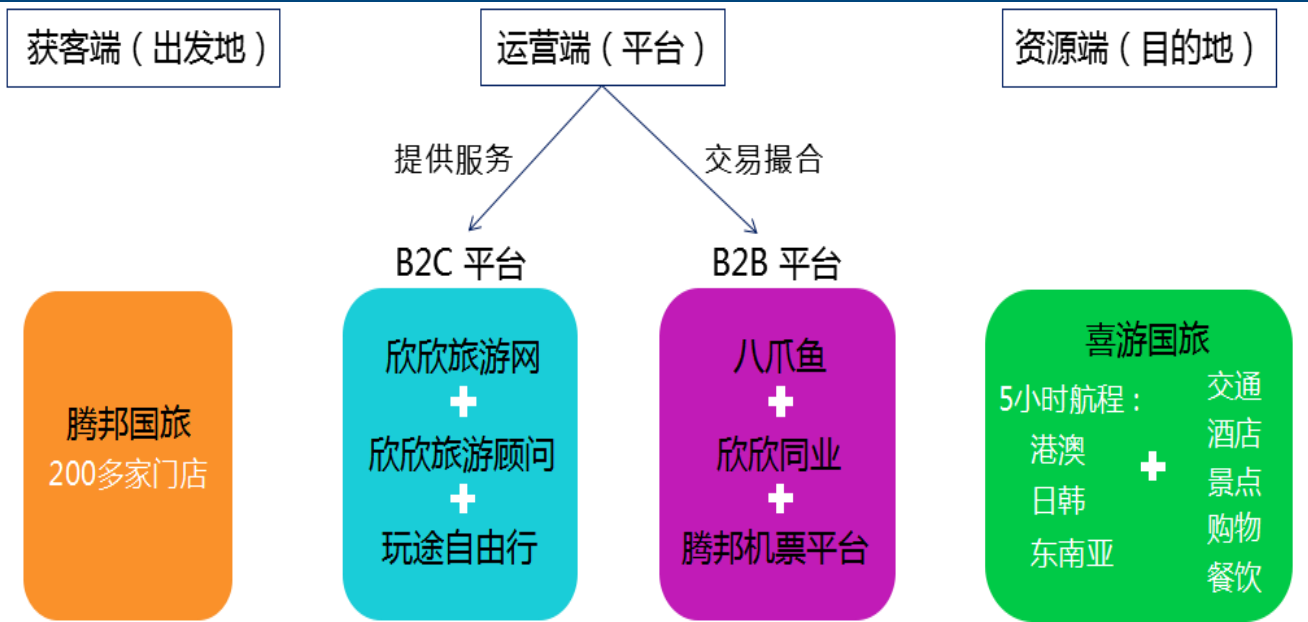 获客端（出发地）
运营端（平台）
资源端（目的地）
提供服务
交易撮合
B2C 平台
B2B 平台
腾邦国旅
200多家门店
欣欣旅游网
+
欣欣旅游顾问
+
玩途自由行
八爪鱼
+
欣欣同业
+
腾邦机票平台
喜游国旅
5小时航程：
港澳
日韩
东南亚
+
交通
酒店
景点
购物
餐饮